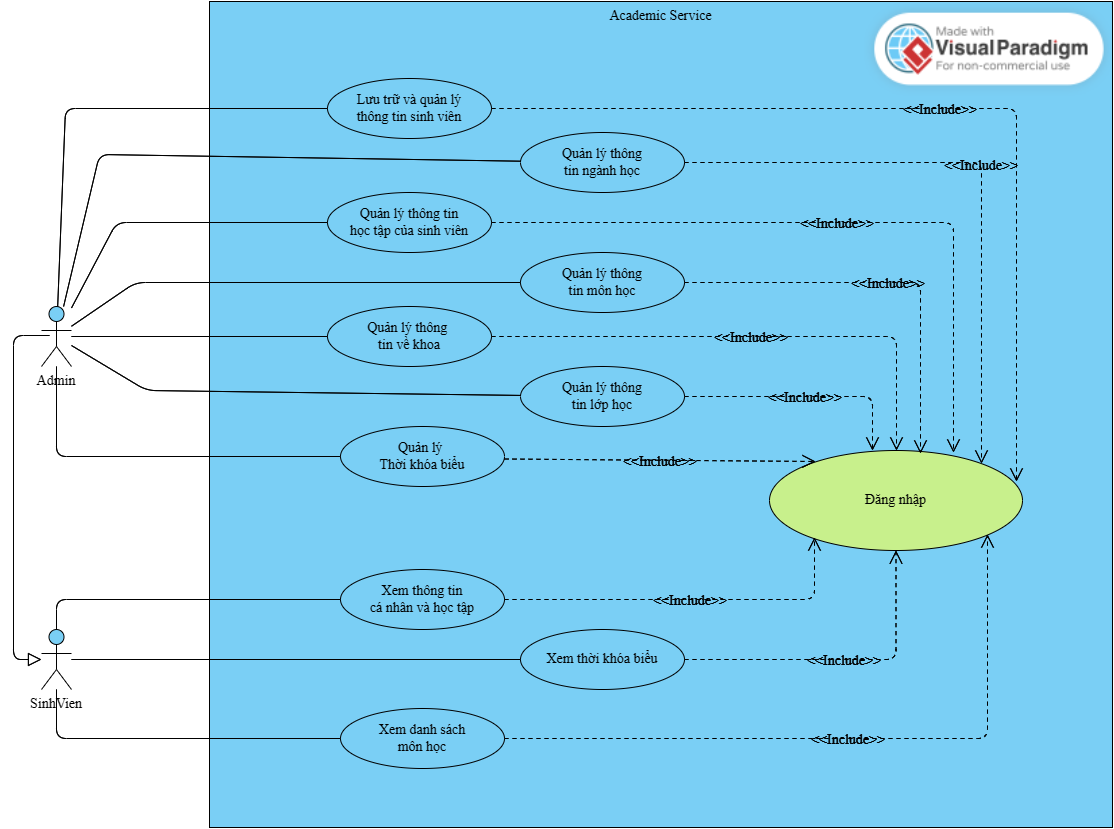 Academic Service
Made with
VisualParadigm
For non-commercial use
Lưu trữ và quản lý
thông tin sinh viên
<<Include>>
Quản lý thông
tin ngành học
<<Include>>
Quản lý thông tin
học tập của sinh viên
<<Include>>
Quản lý thông
tin môn học
<<Include>>
Quản lý thông
tin về khoa
<<Include>>
Admin
Quản lý thông
tin lớp học
<<Include>>
Quản lý
Thời khóa biểu
<<Include>>
Đăng nhập
Xem thông tin
cá nhân và học tập
<<Include>>
Xem thời khóa biểu
<<Include>>
SinhVien
Xem danh sách
môn học
<<Include>>